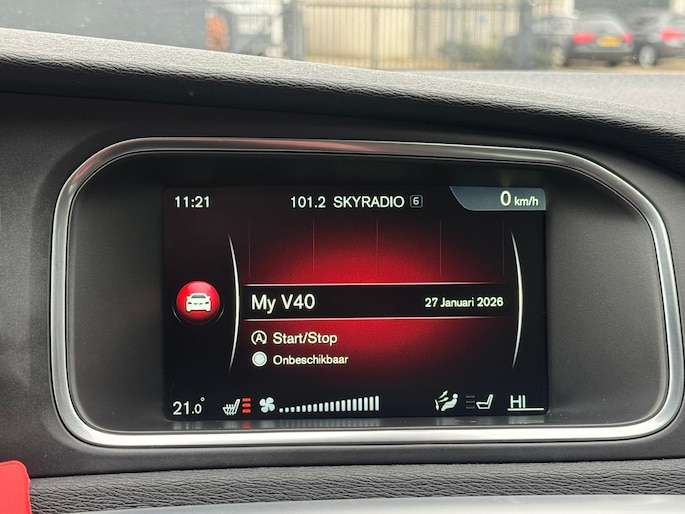 11:21 101.2 SKYRADIO 6 0 km/h
My V40 27 Januari 2026
Start/Stop
Onbeschikbaar
21.0° HI